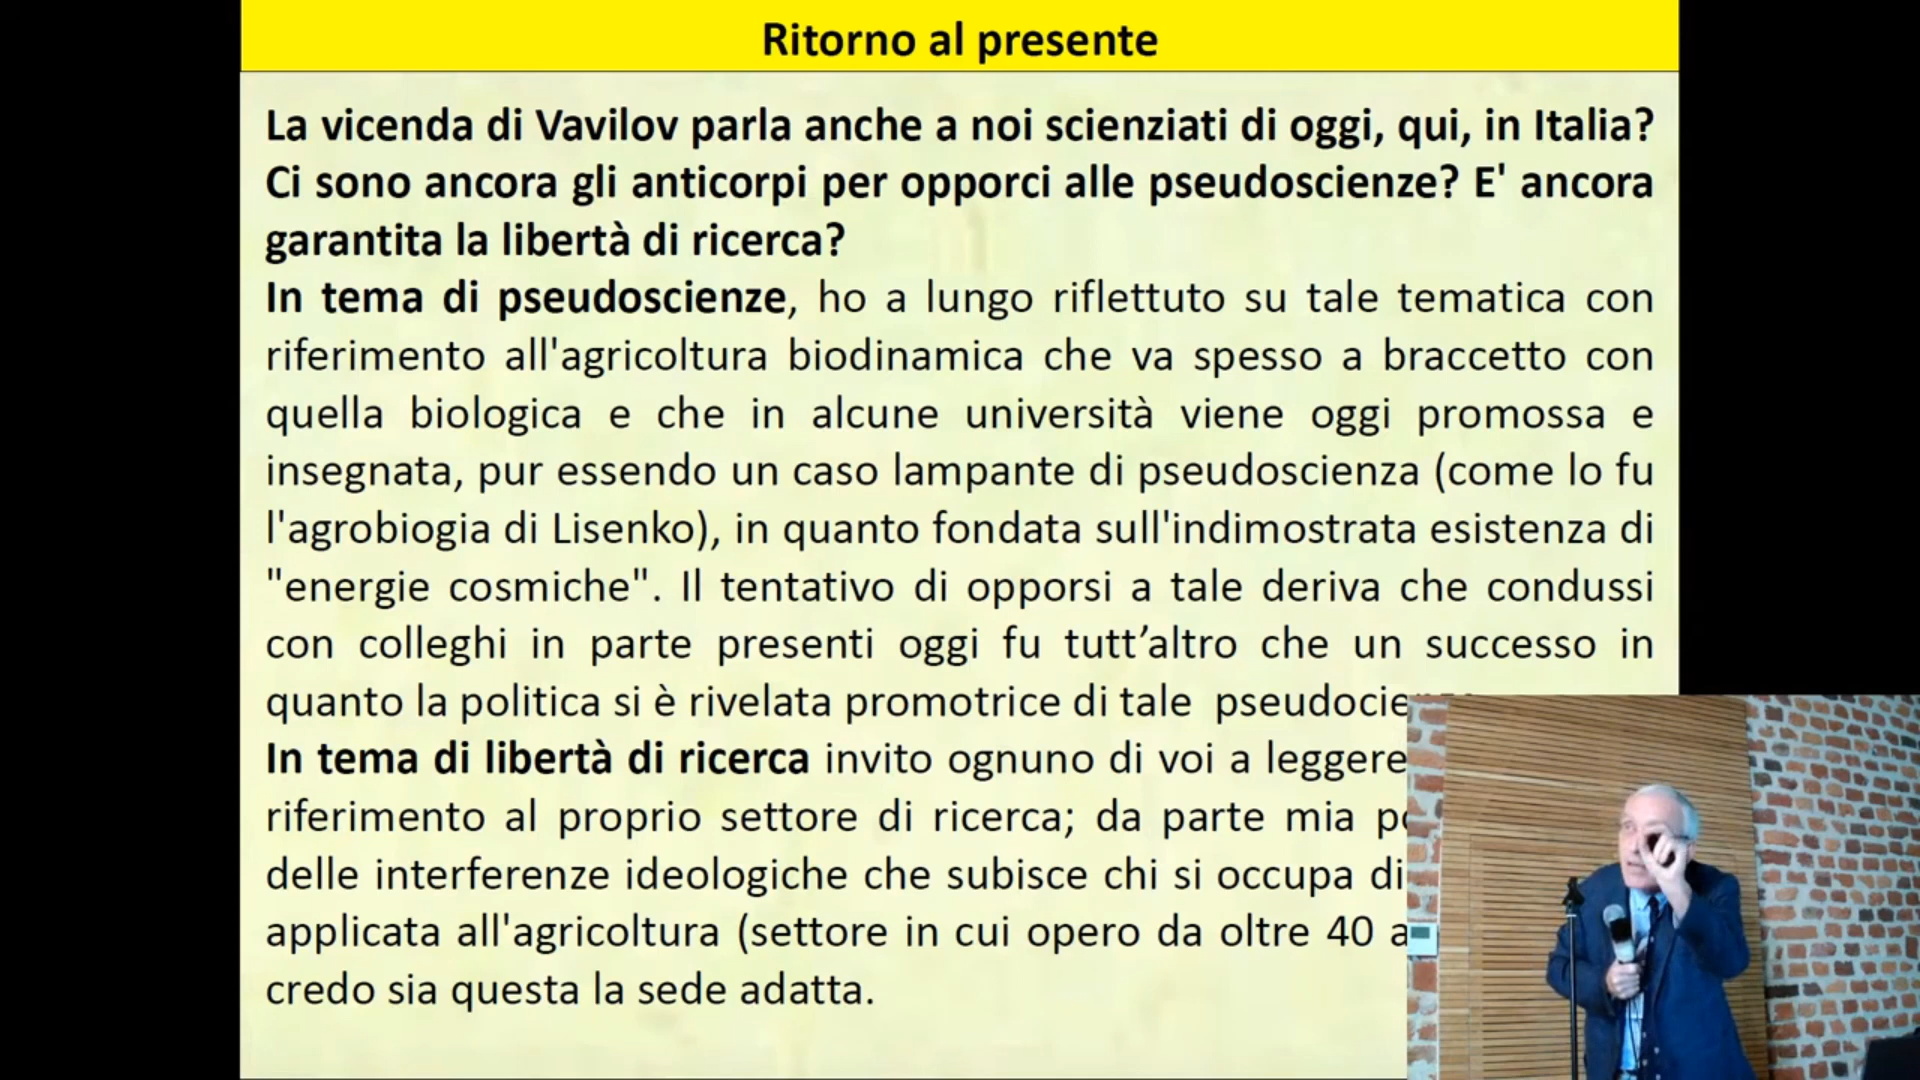 Ritorno al presente
La vicenda di Vavilov parla anche a noi scienziati di oggi, qui, in Italia?
Ci sono ancora gli anticorpi per opporci alle pseudoscienze? E' ancora
garantita la libertà di ricerca?
In tema di pseudoscienze, ho a lungo riflettuto su tale tematica con
riferimento all'agricoltura biodinamica che va spesso a braccetto con
quella biologica e che in alcune università viene oggi promossa e
insegnata, pur essendo un caso lampante di pseudoscienza (come lo fu
l'agrobiogia di Lisenko), in quanto fondata sull'indimostrata esistenza di
"energie cosmiche". Il tentativo di opporsi a tale deriva che condussi
con colleghi in parte presenti oggi fu tutt’altro che un successo in
quanto la politica si è rivelata promotrice di tale
In tema di libertà di ricerca invito ognuno di voi a leggere
riferimento al proprio settore di ricerca; da parte mia
delle interferenze ideologiche che subisce chi si occupa di
applicata all'agricoltura (settore in cui opero da oltre 40
credo sia questa la sede adatta.